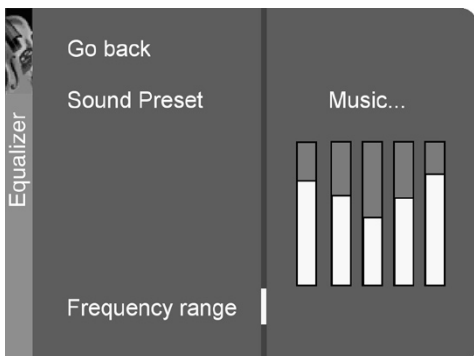 Equalizer
Go back
Sound Preset
Music...
Frequency range